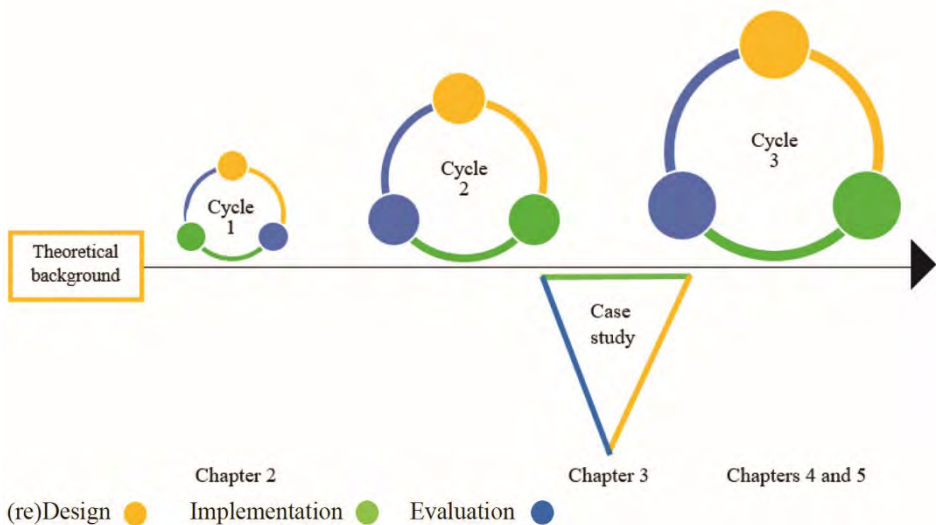 Cycle
3
Cycle
2
Cycle
1
Theoretical
background
Case
study
Chapter 2
Chapter 3
Chapters 4 and 5
(re)Design
Implementation
Evaluation